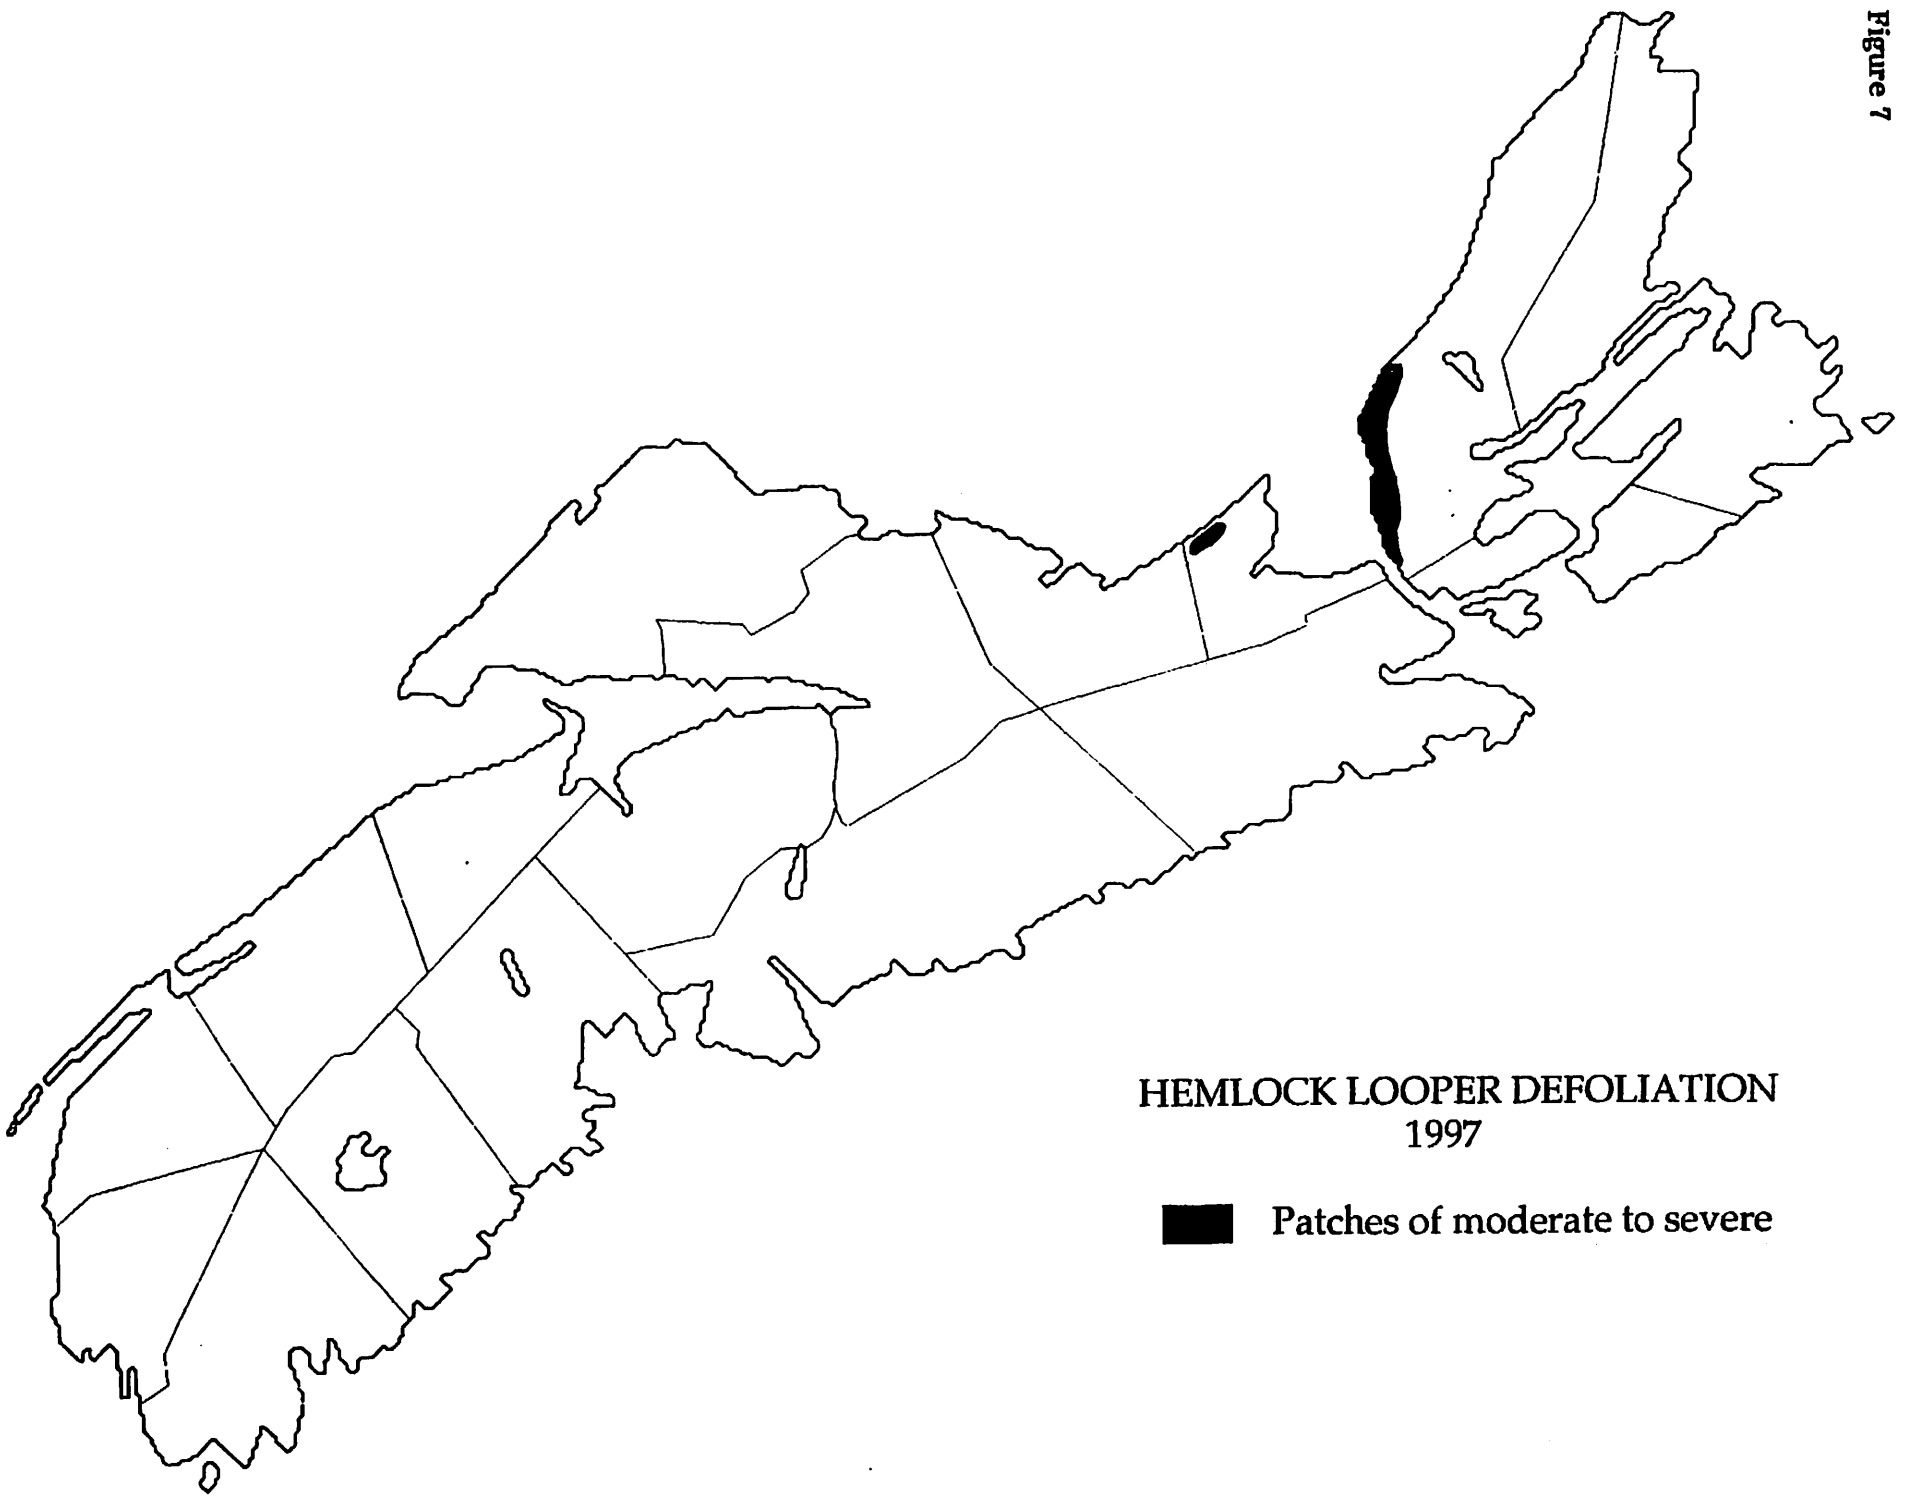 Figure 7
HEMLOCK LOOPER DEFOLIATION
1997
Patches of moderate to severe